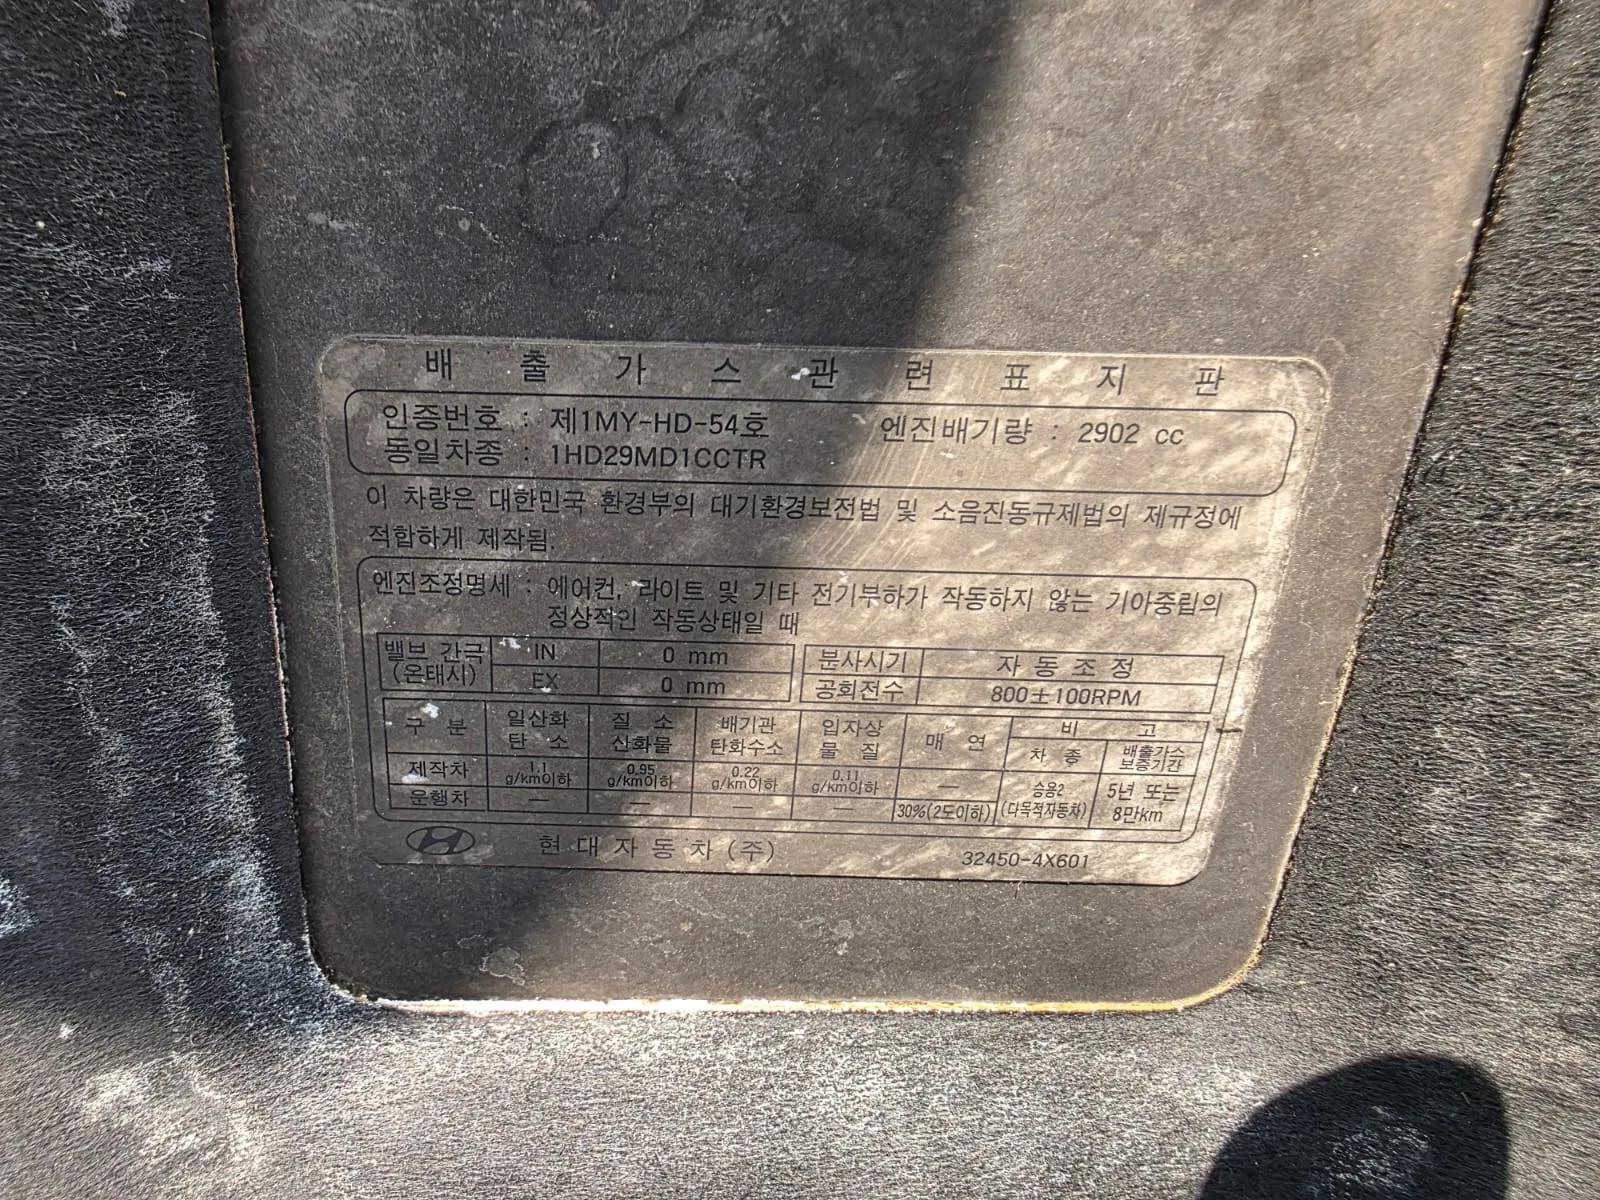 배 출 가 스 관 련 표 지 판
인증번호 : 제1MY-HD-54호 엔진배기량 : 2902 cc
동일차종 : 1HD29MD1CCTR
이 차량은 대한민국 환경부의 대기환경보전법 및 소음진동규제법의 제규정에
적합하게 제작됨.
엔진조정명세 : 에어컨, 라이트 및 기타 전기부하가 작동하지 않는 기아중립의
정상적인 작동상태일 때
밸브 간극 IN 0 mm 분사시기 자 동 조 정
(온태시) EX 0 mm 공회전수 800±100RPM
구 분 일산화 질 소 배기관 입자상 매 연 비 고
탄 소 산화물 탄화수소 물 질 차 종 배출가스
보증기간
제작차 1.1 0.95 0.22 0.11 — 승용2 5년 또는
g/km이하 g/km이하 g/km이하 g/km이하
운행차 — — — — 30%(2도이하) (다목적자동차) 8만km
현 대 자 동 차 (주) 32450-4X601